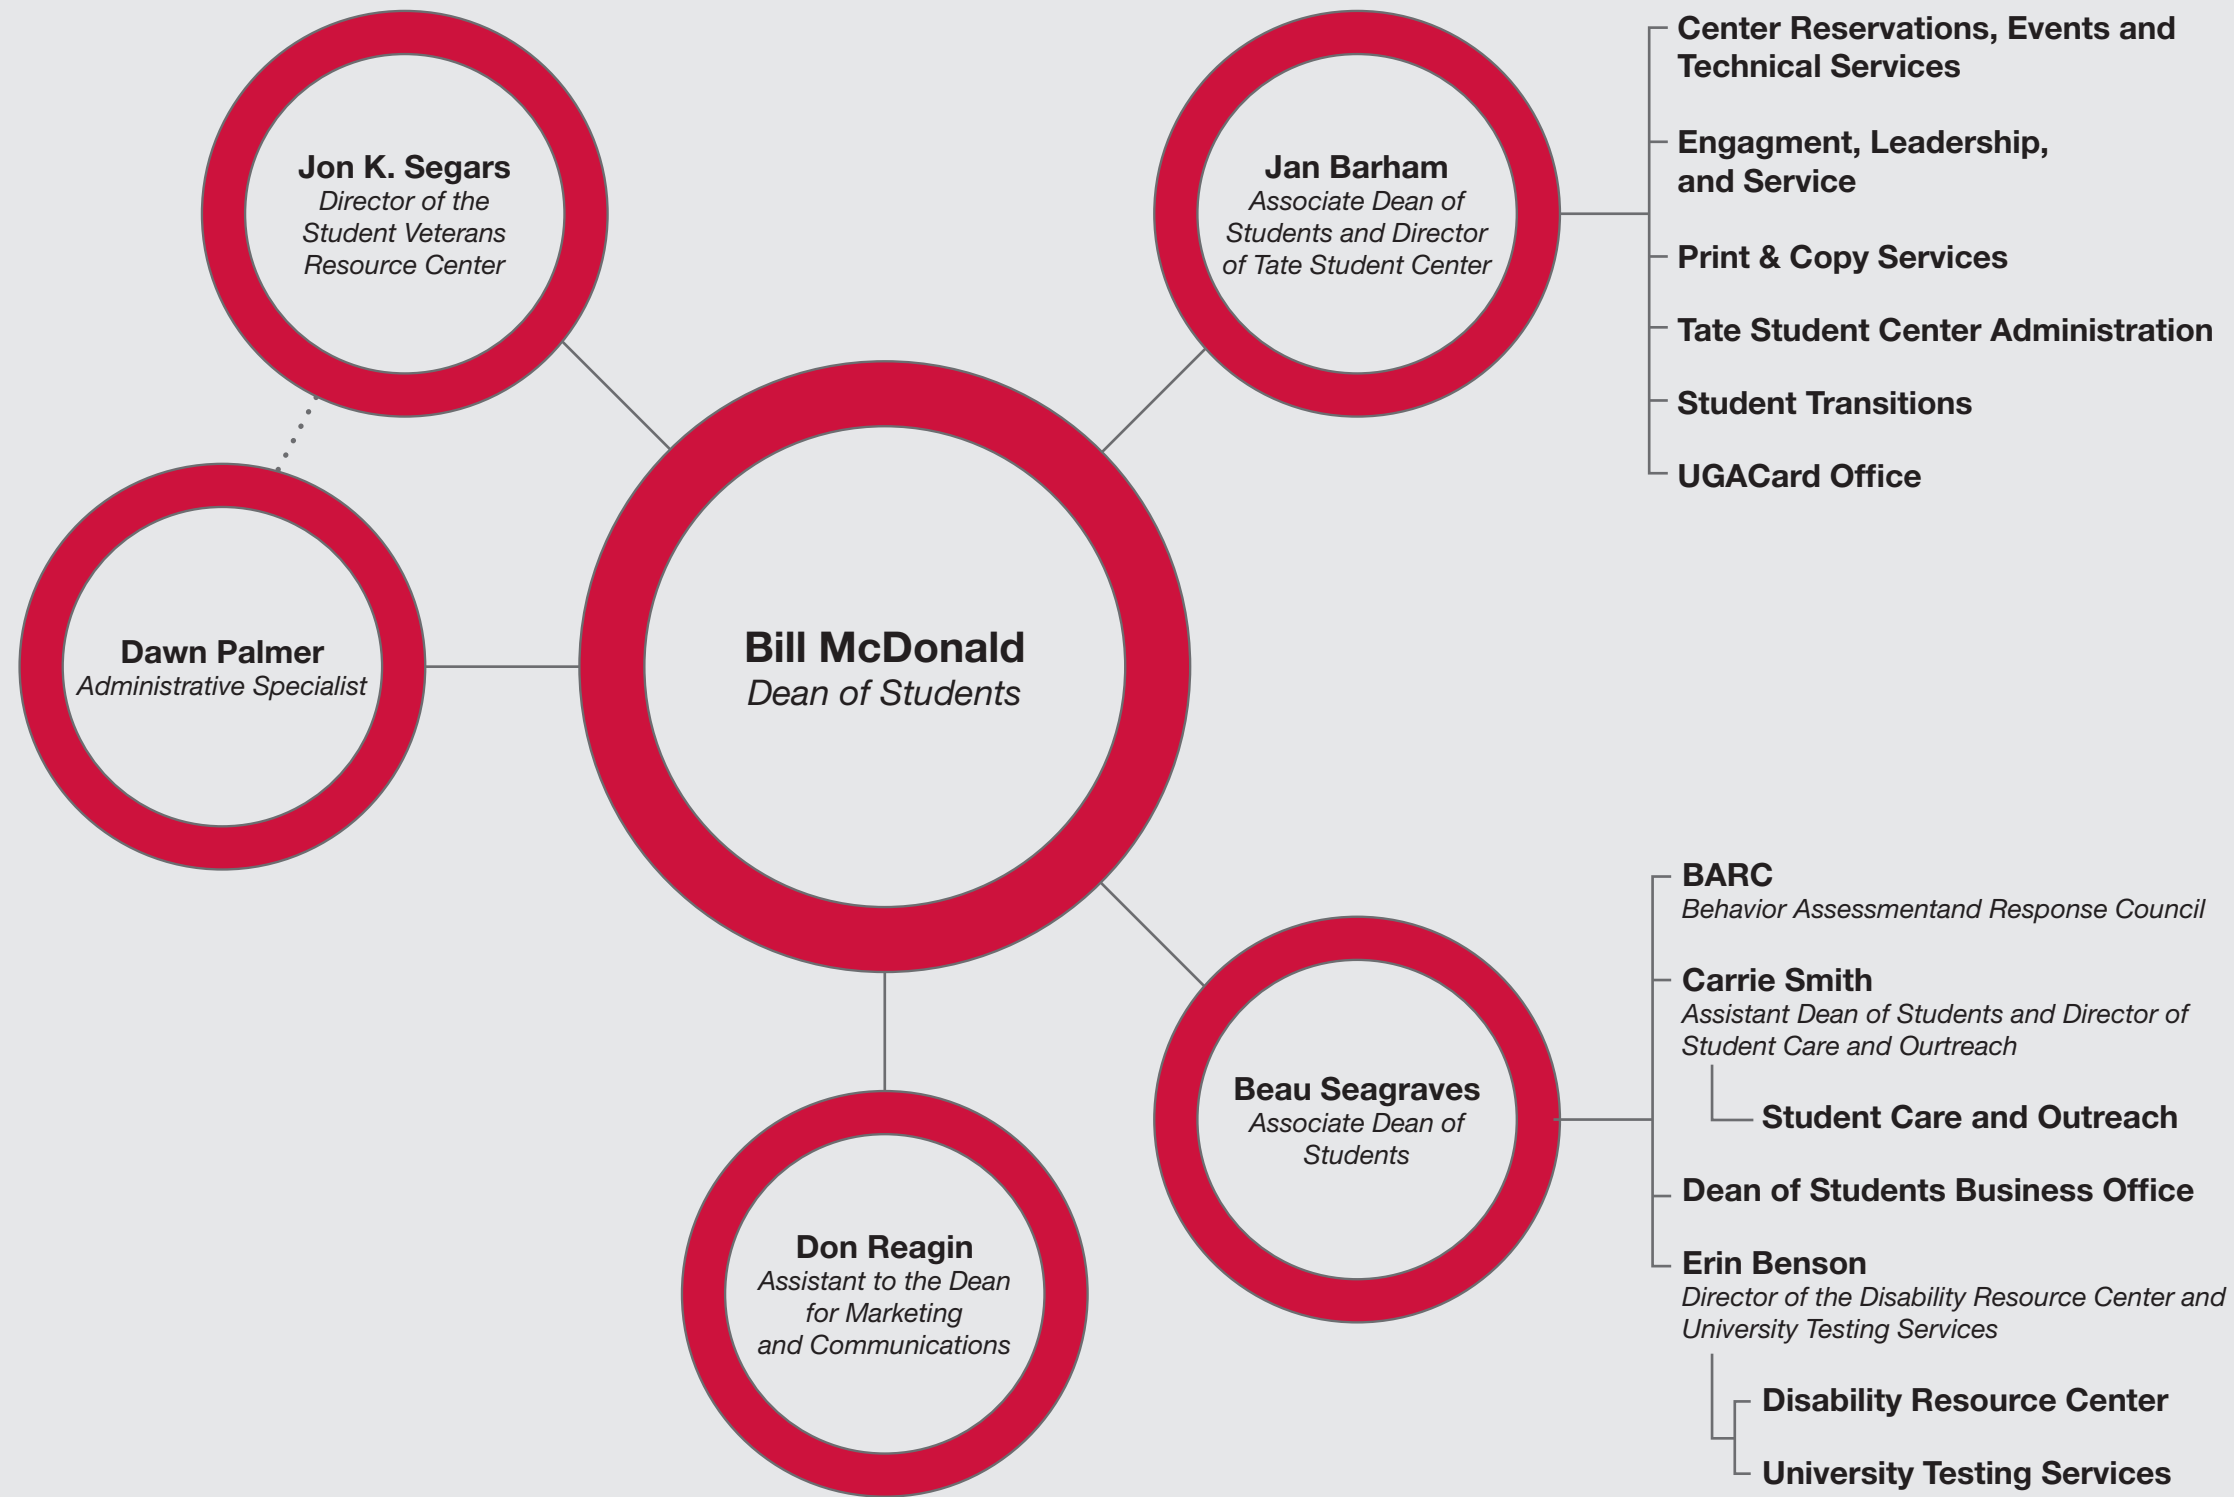 Jon K. Segars
Director of the
Student Veterans
Resource Center
Jan Barham
Associate Dean of
Students and Director
of Tate Student Center
Center Reservations, Events and
Technical Services
Engagment, Leadership,
and Service
Print & Copy Services
Tate Student Center Administration
Student Transitions
UGACard Office
Dawn Palmer
Administrative Specialist
Bill McDonald
Dean of Students
Don Reagin
Assistant to the Dean
for Marketing
and Communications
Beau Seagraves
Associate Dean of
Students
BARC
Behavior Assessmentand Response Council
Carrie Smith
Assistant Dean of Students and Director of
Student Care and Ourtreach
Student Care and Outreach
Dean of Students Business Office
Erin Benson
Director of the Disability Resource Center and
University Testing Services
Disability Resource Center
University Testing Services